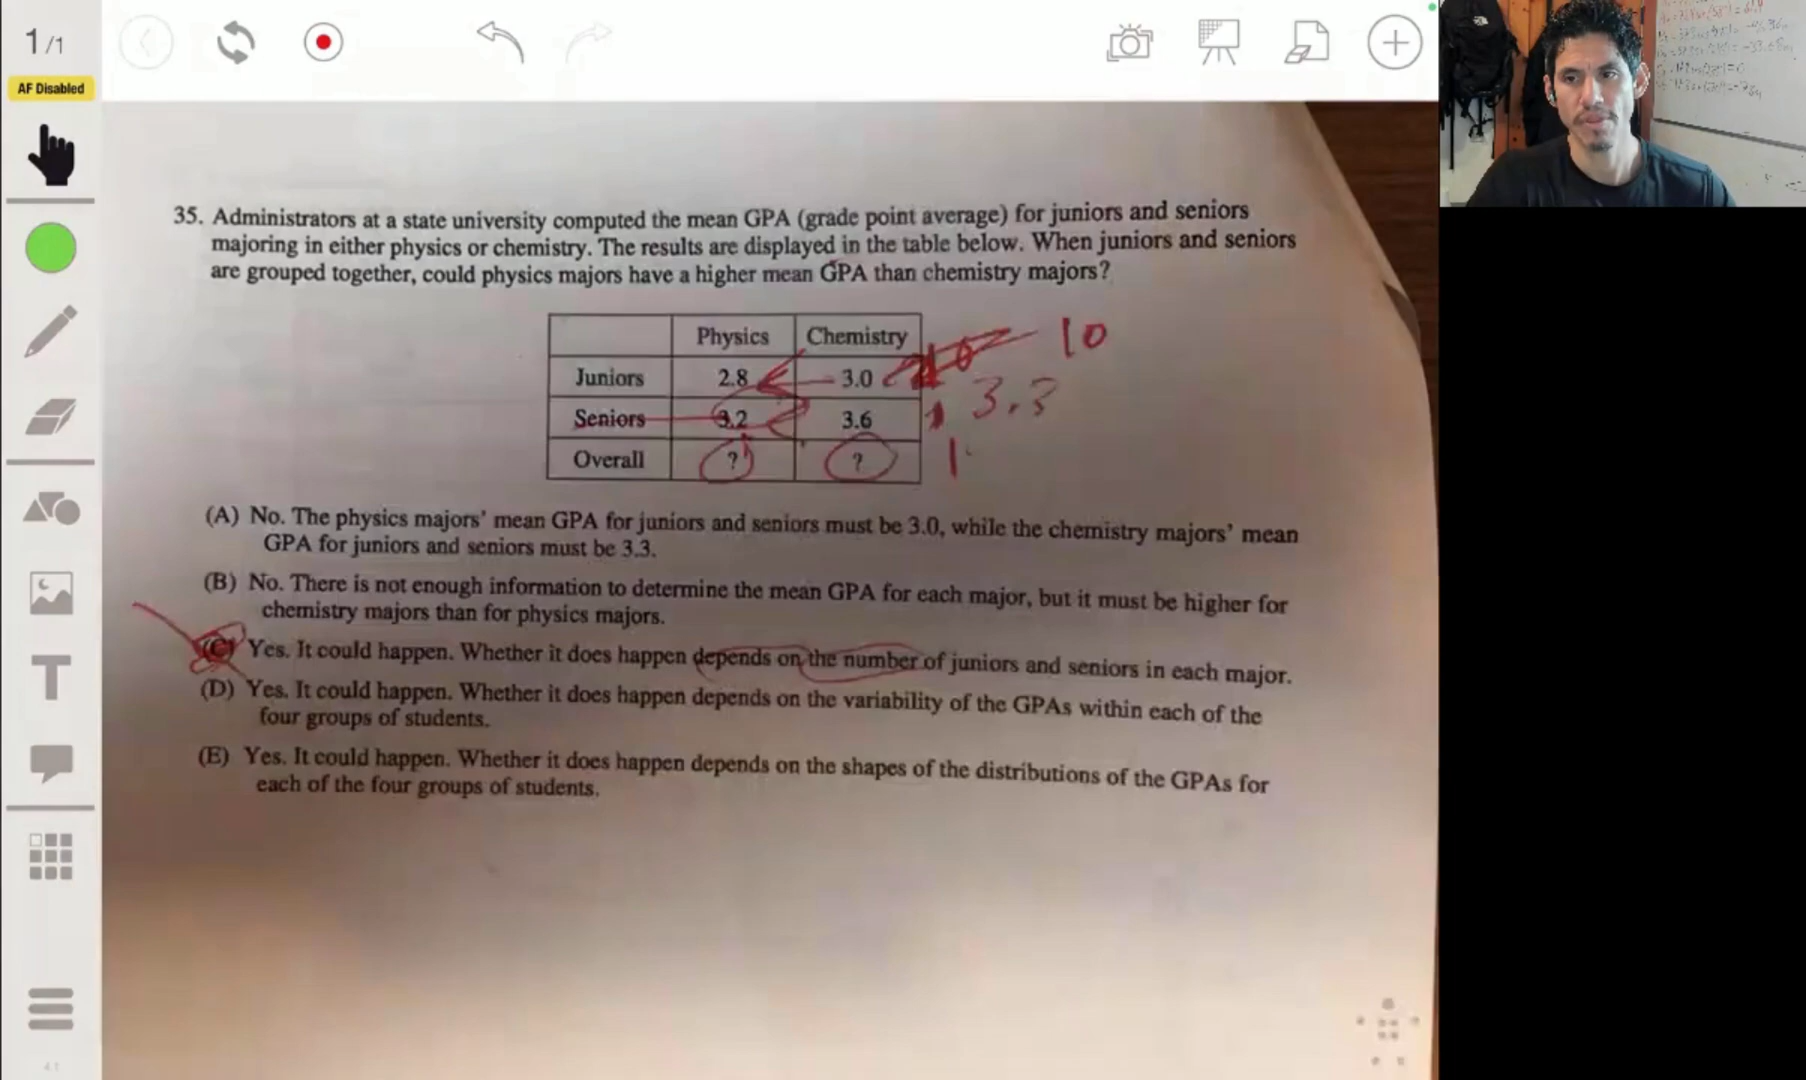 1/1
AF Disabled
35. Administrators at a state university computed the mean GPA (grade point average) for juniors and seniors
majoring in either physics or chemistry. The results are displayed in the table below. When juniors and seniors
are grouped together, could physics majors have a higher mean GPA than chemistry majors?
Physics Chemistry
Juniors 2.8 3.0
Seniors 3.2 3.6
Overall ? ?
10
3.3
1
(A) No. The physics majors' mean GPA for juniors and seniors must be 3.0, while the chemistry majors' mean
GPA for juniors and seniors must be 3.3.
(B) No. There is not enough information to determine the mean GPA for each major, but it must be higher for
chemistry majors than for physics majors.
(C) Yes. It could happen. Whether it does happen depends on the number of juniors and seniors in each major.
(D) Yes. It could happen. Whether it does happen depends on the variability of the GPAs within each of the
four groups of students.
(E) Yes. It could happen. Whether it does happen depends on the shapes of the distributions of the GPAs for
each of the four groups of students.
T